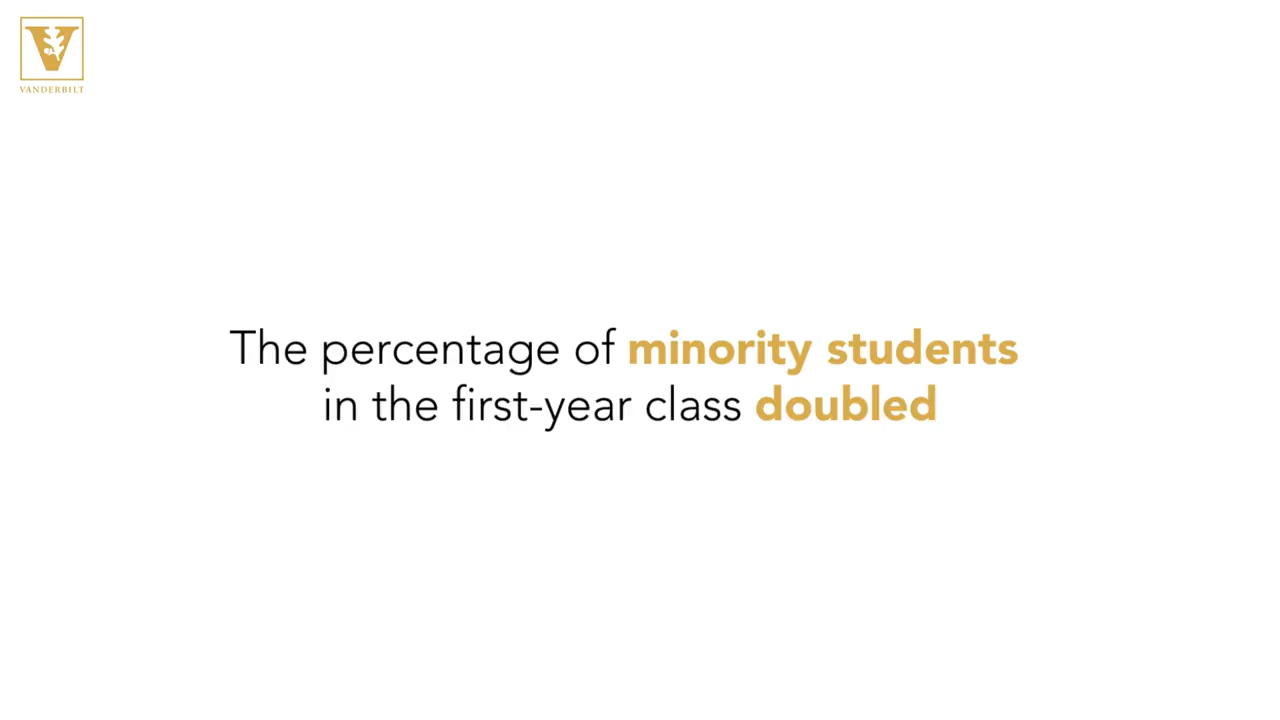 V
VANDERBILT
The percentage of minority students
in the first-year class doubled